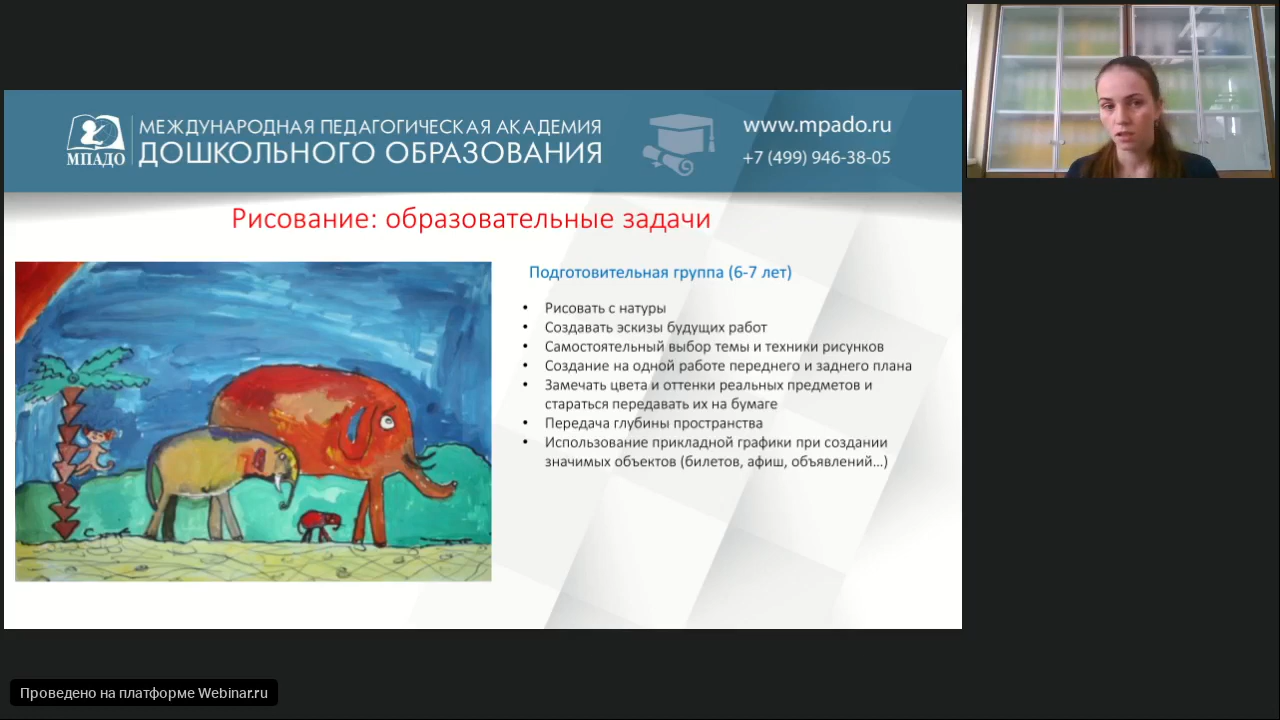 МПАДО
МЕЖДУНАРОДНАЯ ПЕДАГОГИЧЕСКАЯ АКАДЕМИЯ
ДОШКОЛЬНОГО ОБРАЗОВАНИЯ
www.mpado.ru
+7 (499) 946-38-05
Рисование: образовательные задачи
Подготовительная группа (6-7 лет)
• Рисовать с натуры
• Создавать эскизы будущих работ
• Самостоятельный выбор темы и техники рисунков
• Создание на одной работе переднего и заднего плана
• Замечать цвета и оттенки реальных предметов и
стараться передавать их на бумаге
• Передача глубины пространства
• Использование прикладной графики при создании
значимых объектов (билетов, афиш, объявлений...)
Проведено на платформе Webinar.ru